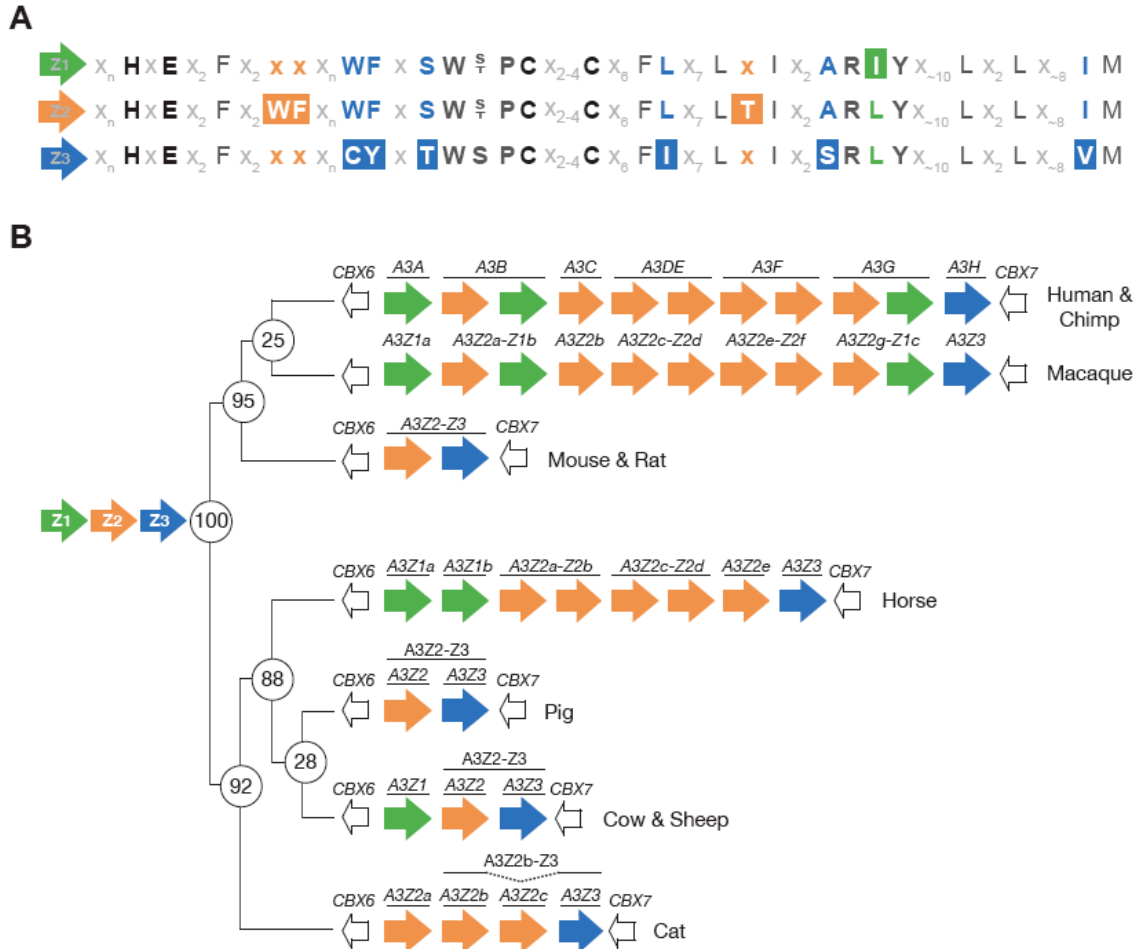 A
Z1 xn H x E x2 F x2 x x xn WF x S W S/T P C x2-4 C x6 F L x7 L x I x2 A R I Y x~10 L x2 L x~8 I M
Z2 xn H x E x2 F x2 WF xn WF x S W S/T P C x2-4 C x6 F L x7 L T I x2 A R L Y x~10 L x2 L x~8 I M
Z3 xn H x E x2 F x2 x x xn CY x T W S P C x2-4 C x6 F I x7 L x I x2 S R L Y x~10 L x2 L x~8 V M
B
CBX6 A3A A3B A3C A3DE A3F A3G A3H CBX7
Human & Chimp
25
A3Z1a A3Z2a-Z1b A3Z2b A3Z2c-Z2d A3Z2e-Z2f A3Z2g-Z1c A3Z3
Macaque
95
CBX6 A3Z2-Z3 CBX7
Mouse & Rat
Z1 Z2 Z3 100
CBX6 A3Z1a A3Z1b A3Z2a-Z2b A3Z2c-Z2d A3Z2e A3Z3 CBX7
Horse
A3Z2-Z3
88
CBX6 A3Z2 A3Z3 CBX7
Pig
A3Z2-Z3
28
92
CBX6 A3Z1 A3Z2 A3Z3 CBX7
Cow & Sheep
A3Z2b-Z3
CBX6 A3Z2a A3Z2b A3Z2c A3Z3 CBX7
Cat